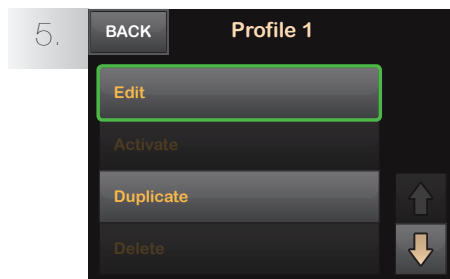 5.
BACK
Profile 1
Edit
Activate
Duplicate
Delete